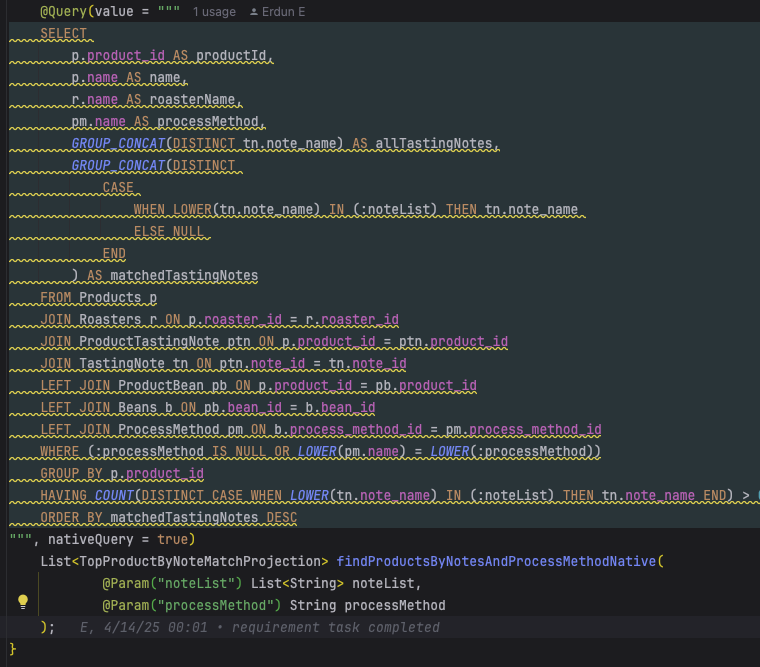 @Query(value = """ 1 usage Erdun E
SELECT
p.product_id AS productId,
p.name AS name,
r.name AS roasterName,
pm.name AS processMethod,
GROUP_CONCAT(DISTINCT tn.note_name) AS allTastingNotes,
GROUP_CONCAT(DISTINCT
CASE
WHEN LOWER(tn.note_name) IN (:noteList) THEN tn.note_name
ELSE NULL
END
) AS matchedTastingNotes
FROM Products p
JOIN Roasters r ON p.roaster_id = r.roaster_id
JOIN ProductTastingNote ptn ON p.product_id = ptn.product_id
JOIN TastingNote tn ON ptn.note_id = tn.note_id
LEFT JOIN ProductBean pb ON p.product_id = pb.product_id
LEFT JOIN Beans b ON pb.bean_id = b.bean_id
LEFT JOIN ProcessMethod pm ON b.process_method_id = pm.process_method_id
WHERE (:processMethod IS NULL OR LOWER(pm.name) = LOWER(:processMethod))
GROUP BY p.product_id
HAVING COUNT(DISTINCT CASE WHEN LOWER(tn.note_name) IN (:noteList) THEN tn.note_name END) >
ORDER BY matchedTastingNotes DESC
""", nativeQuery = true)
List<TopProductByNoteMatchProjection> findProductsByNotesAndProcessMethodNative(
@Param("noteList") List<String> noteList,
@Param("processMethod") String processMethod
); E, 4/14/25 00:01 • requirement task completed
}